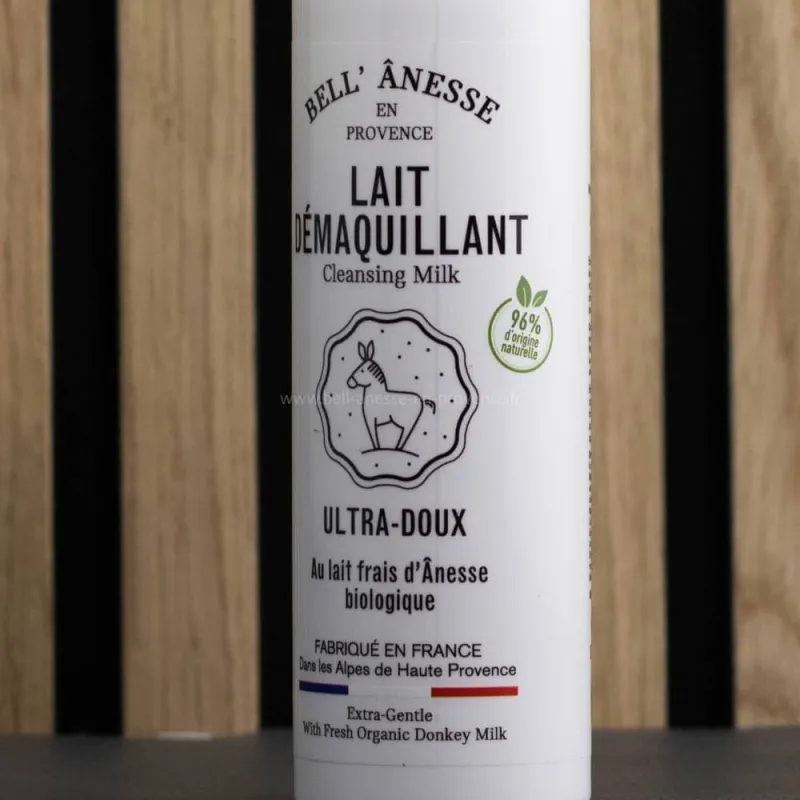 BELL' ÂNESSE
EN
PROVENCE
LAIT
DÉMAQUILLANT
Cleansing Milk
96%
d'origine
naturelle
ULTRA-DOUX
Au lait frais d'Ânesse
biologique
FABRIQUÉ EN FRANCE
Dans les Alpes de Haute Provence
Extra-Gentle
With Fresh Organic Donkey Milk